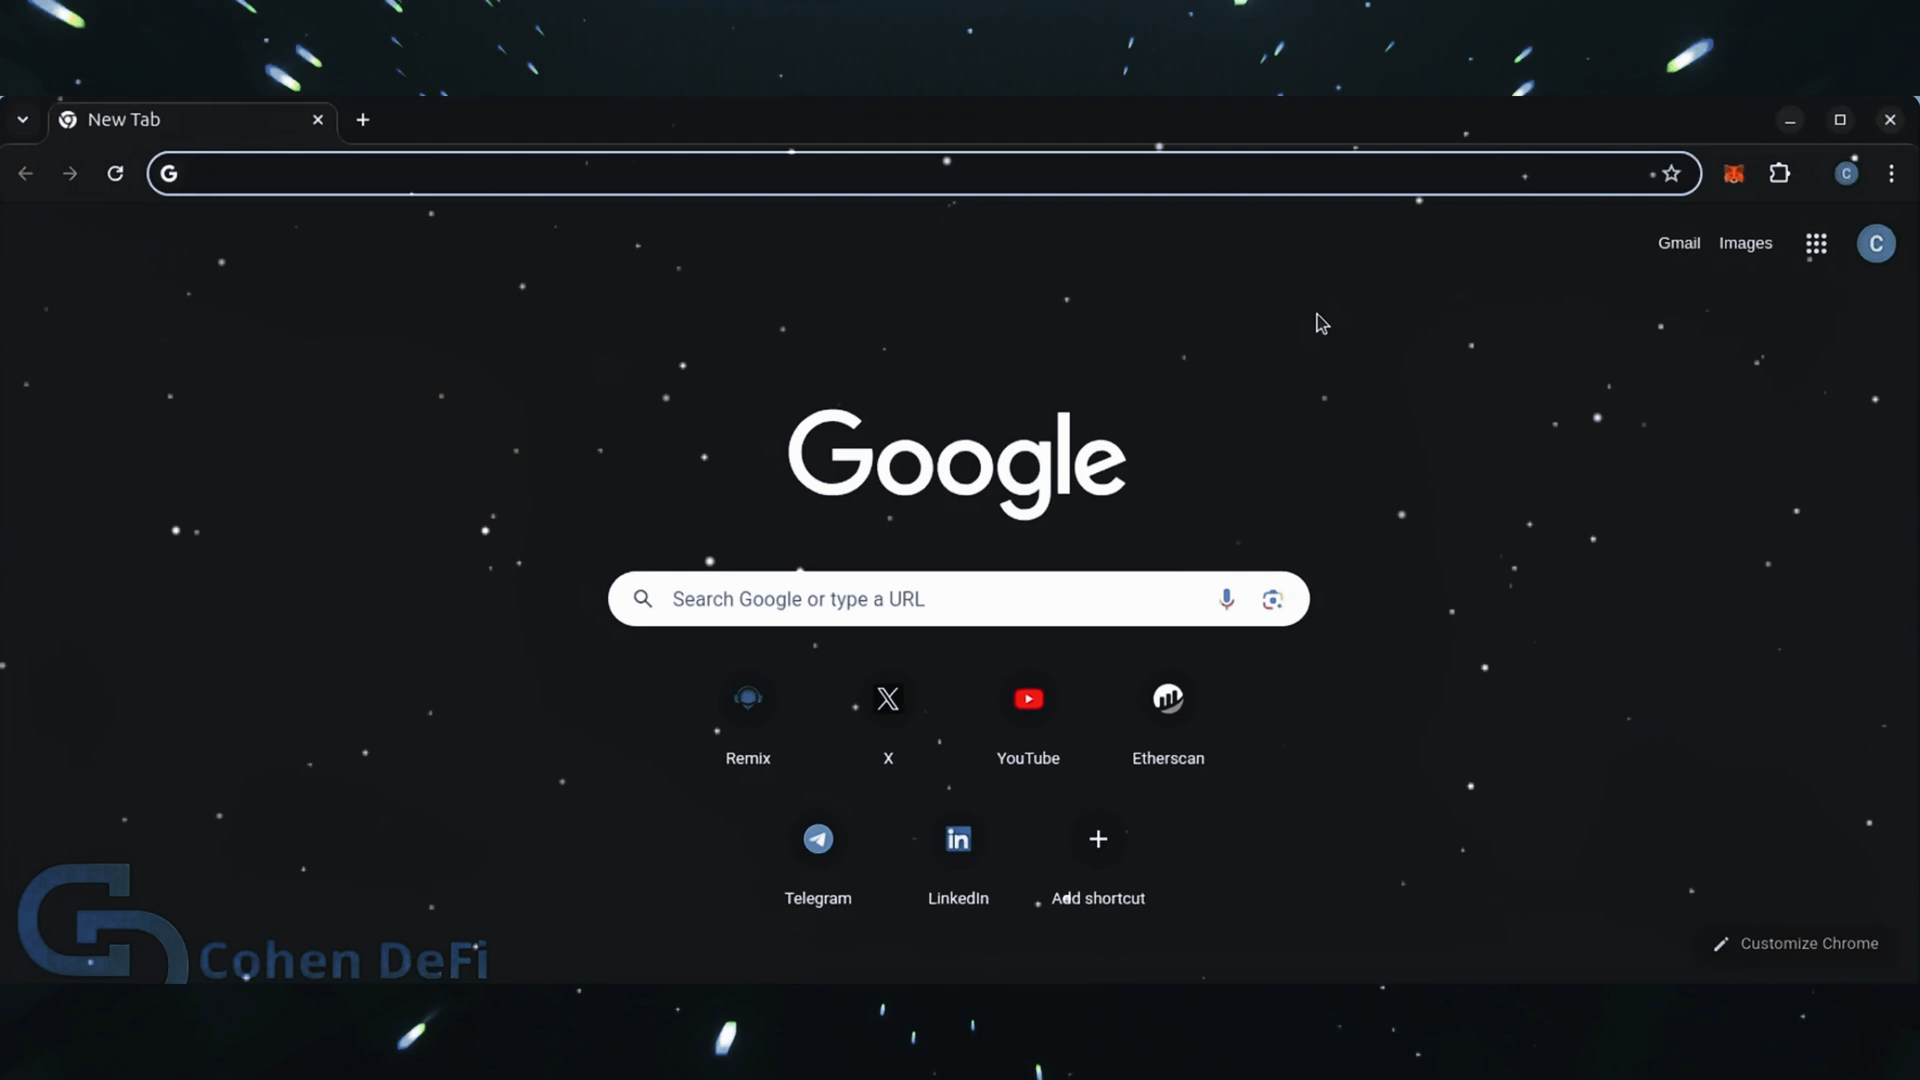 New Tab
Gmail Images
C
Google
Search Google or type a URL
Remix X YouTube Etherscan
Telegram LinkedIn Add shortcut
Cohen DeFi
Customize Chrome